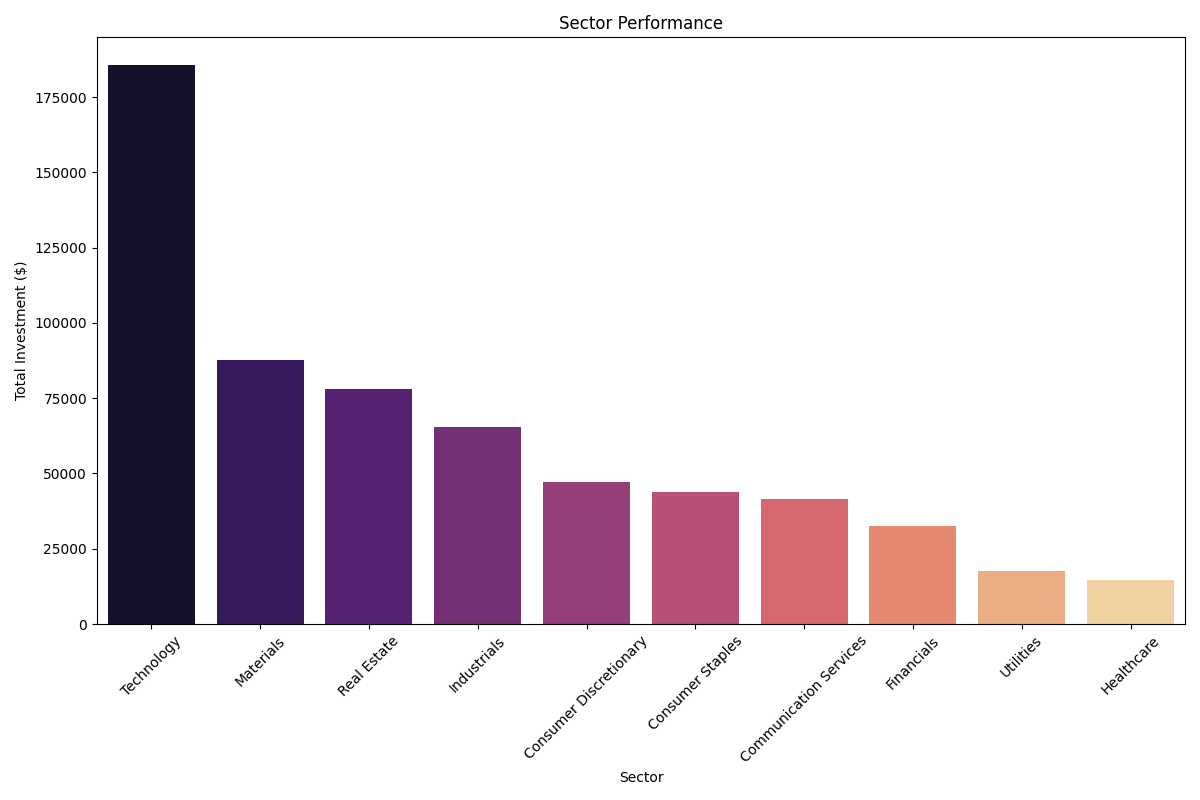 Sector Performance
Total Investment ($)
175000
150000
125000
100000
75000
50000
25000
0
Technology
Materials
Real Estate
Industrials
Consumer Discretionary
Consumer Staples
Communication Services
Financials
Utilities
Healthcare
Sector